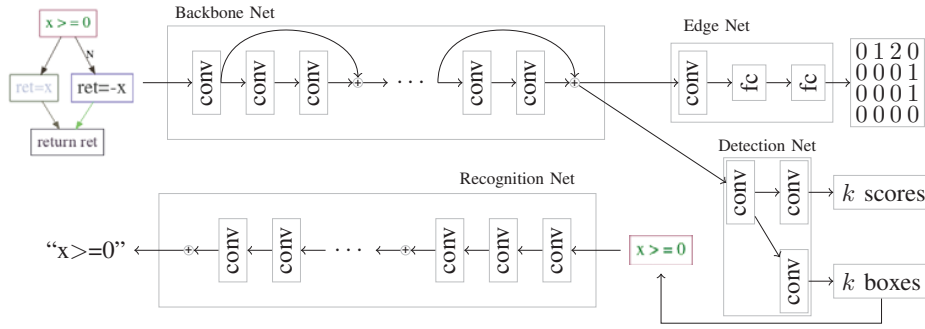 Backbone Net
x >= 0
N
ret=x
ret=-x
return ret
conv
conv
conv
+
· · ·
conv
conv
+
Edge Net
conv
fc
fc
0 1 2 0
0 0 0 1
0 0 0 1
0 0 0 0
Detection Net
conv
conv
k scores
conv
k boxes
Recognition Net
“x>=0”
+
conv
conv
· · ·
+
conv
conv
conv
x >= 0